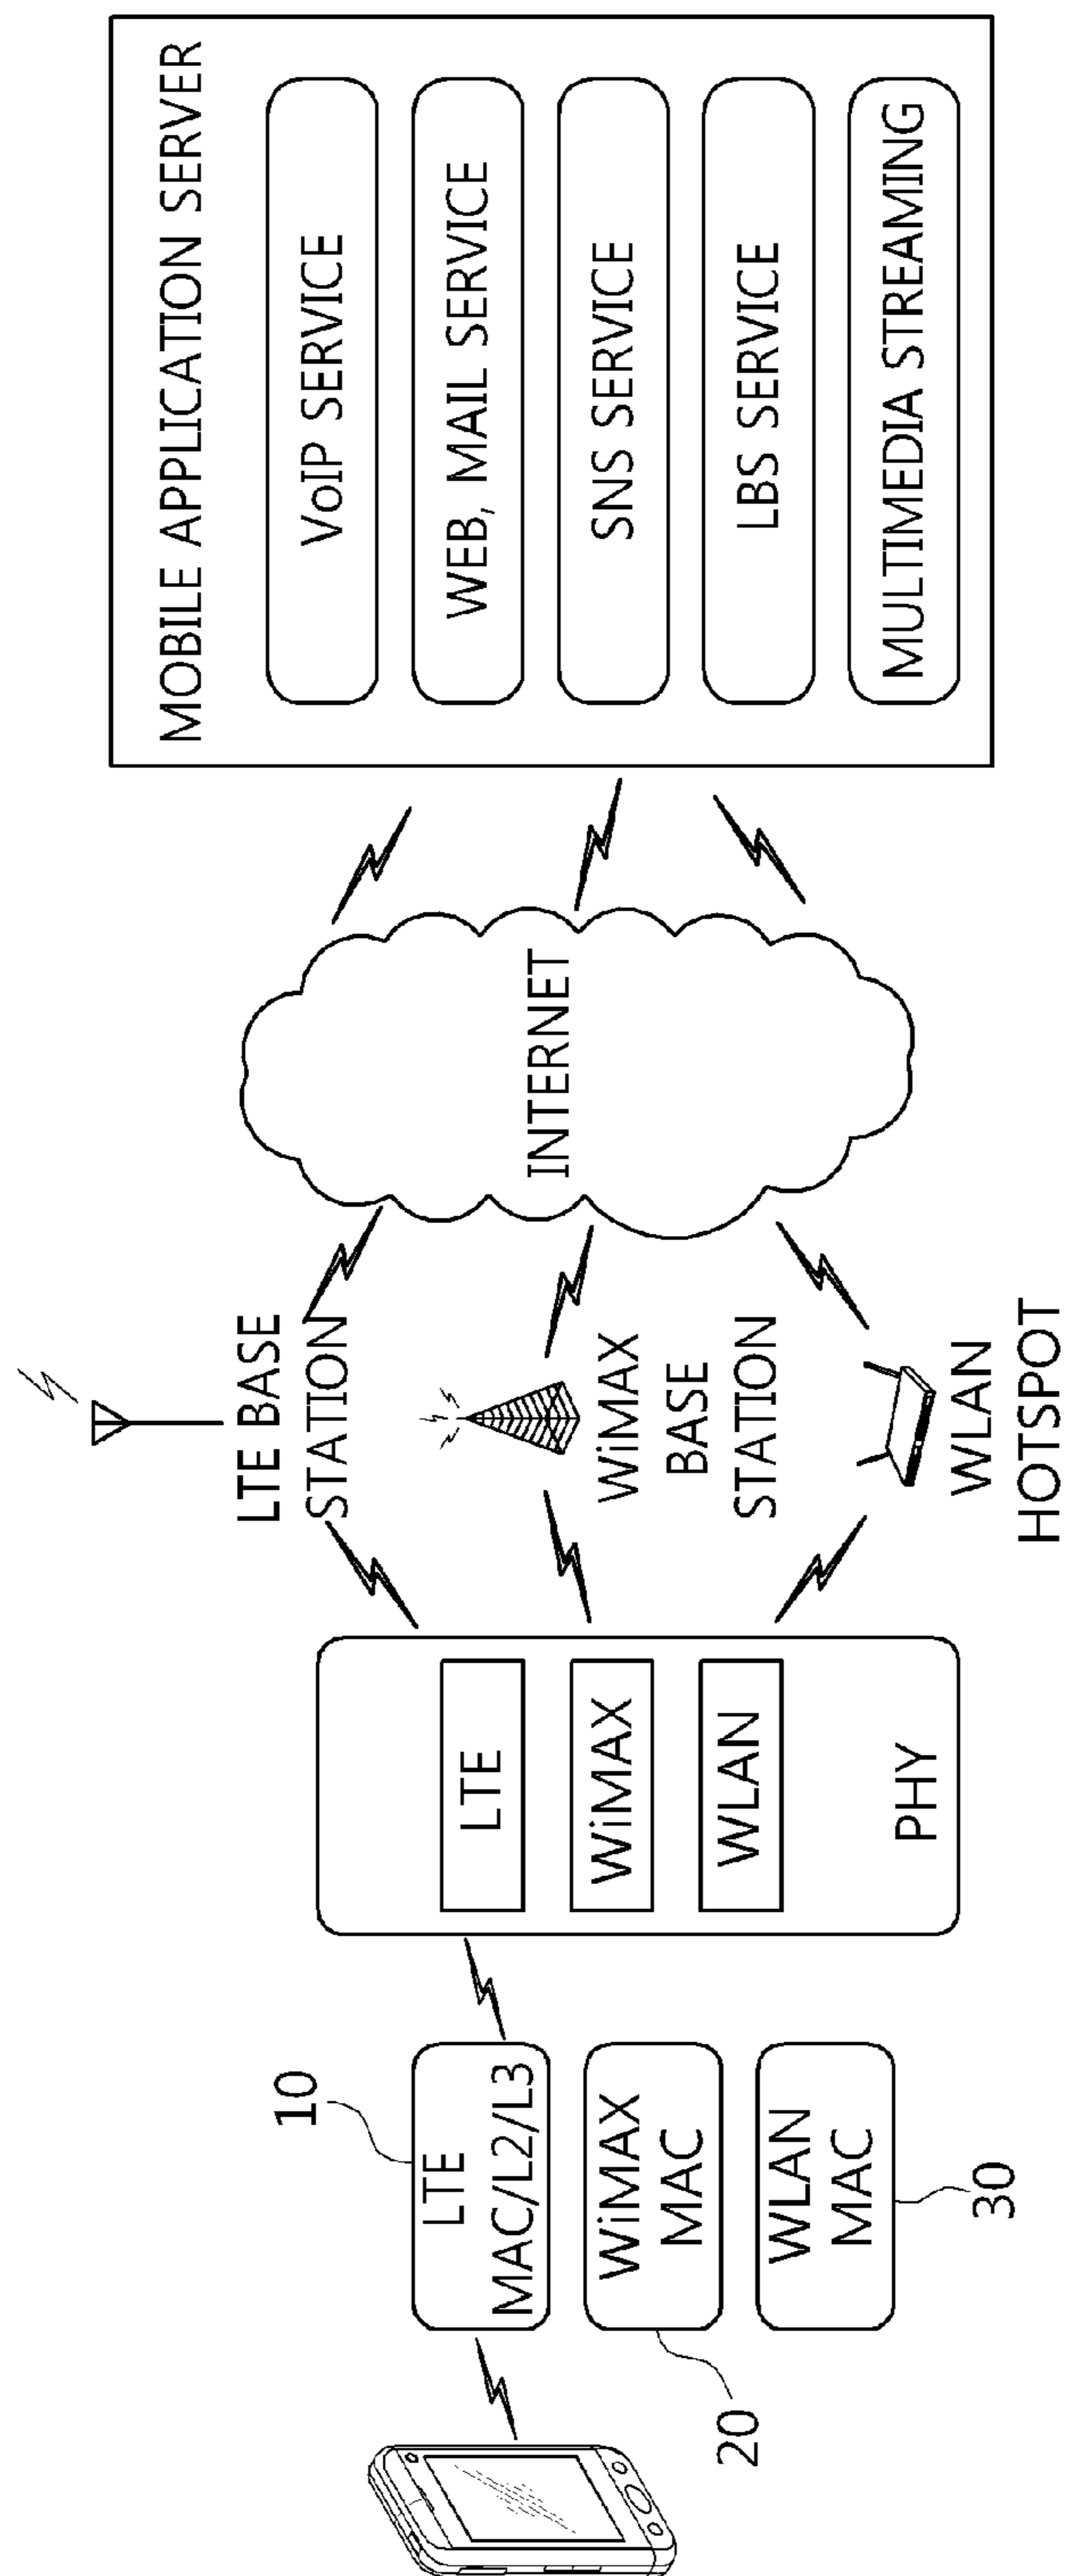 10
LTE
MAC/L2/L3
WiMAX
MAC
20
WLAN
MAC
30
LTE
WiMAX
WLAN
PHY
LTE BASE
STATION
WiMAX
BASE
STATION
WLAN
HOTSPOT
INTERNET
MOBILE APPLICATION SERVER
VoIP SERVICE
WEB, MAIL SERVICE
SNS SERVICE
LBS SERVICE
MULTIMEDIA STREAMING